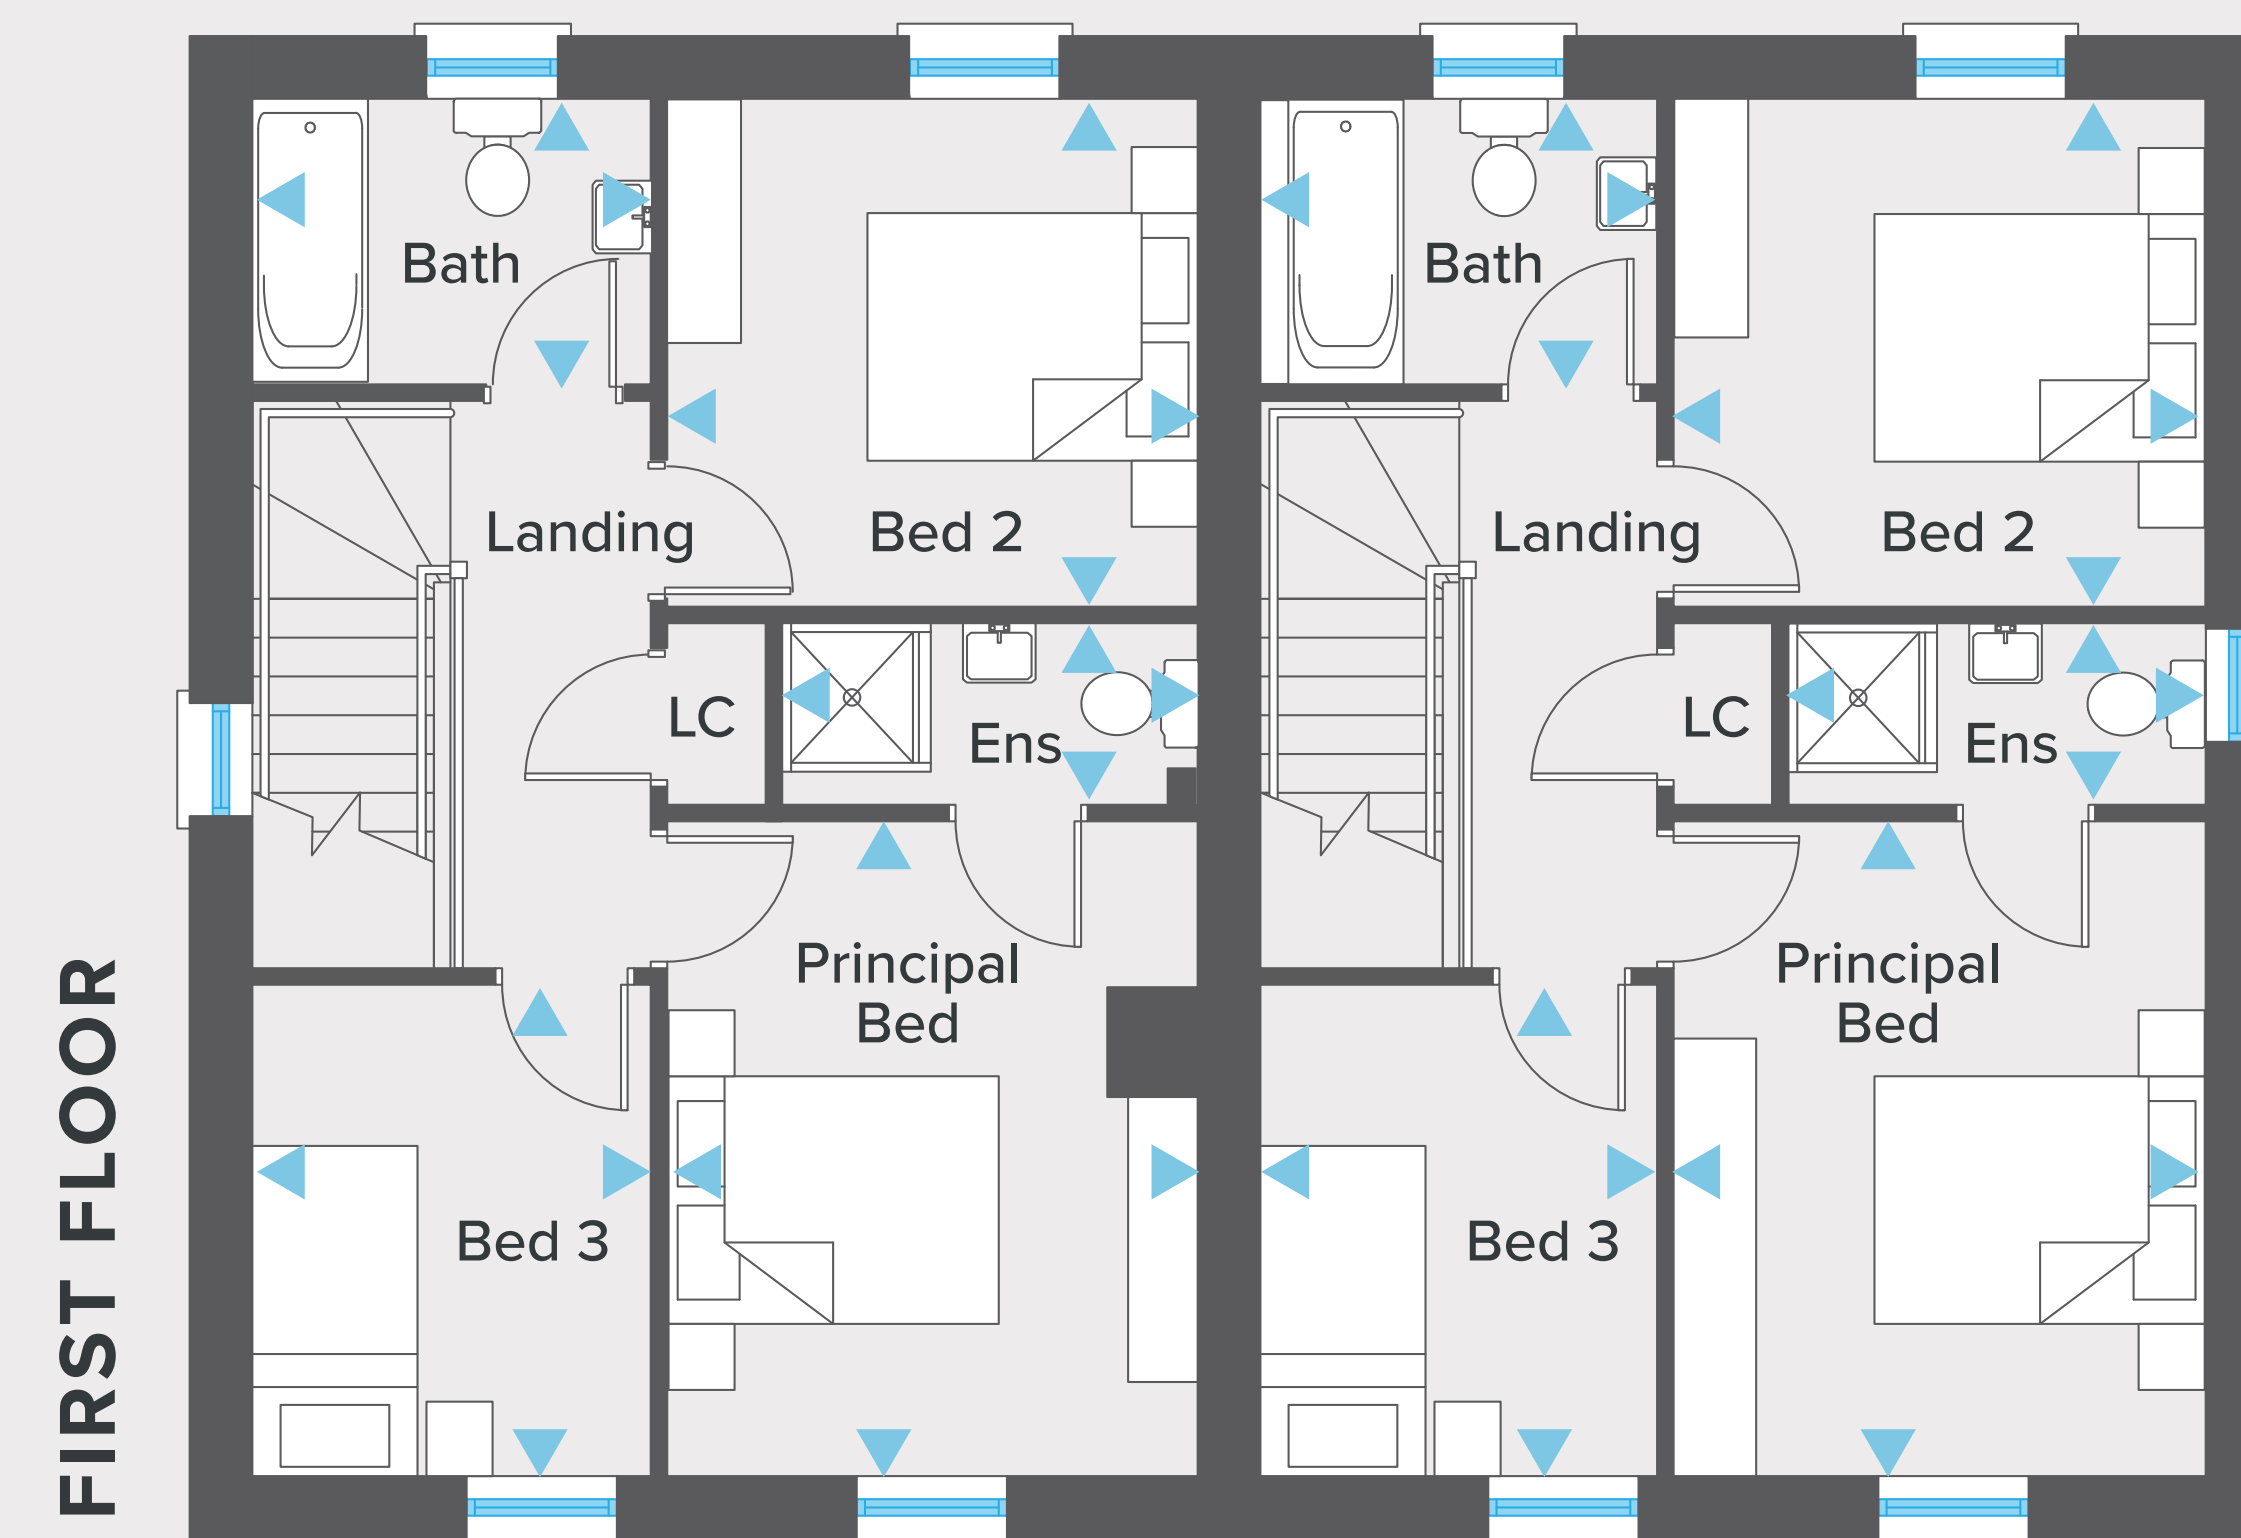 FIRST FLOOR
Bath
Landing
Bed 2
LC
Ens
Principal
Bed
Bed 3
Bath
Landing
Bed 2
LC
Ens
Principal
Bed
Bed 3